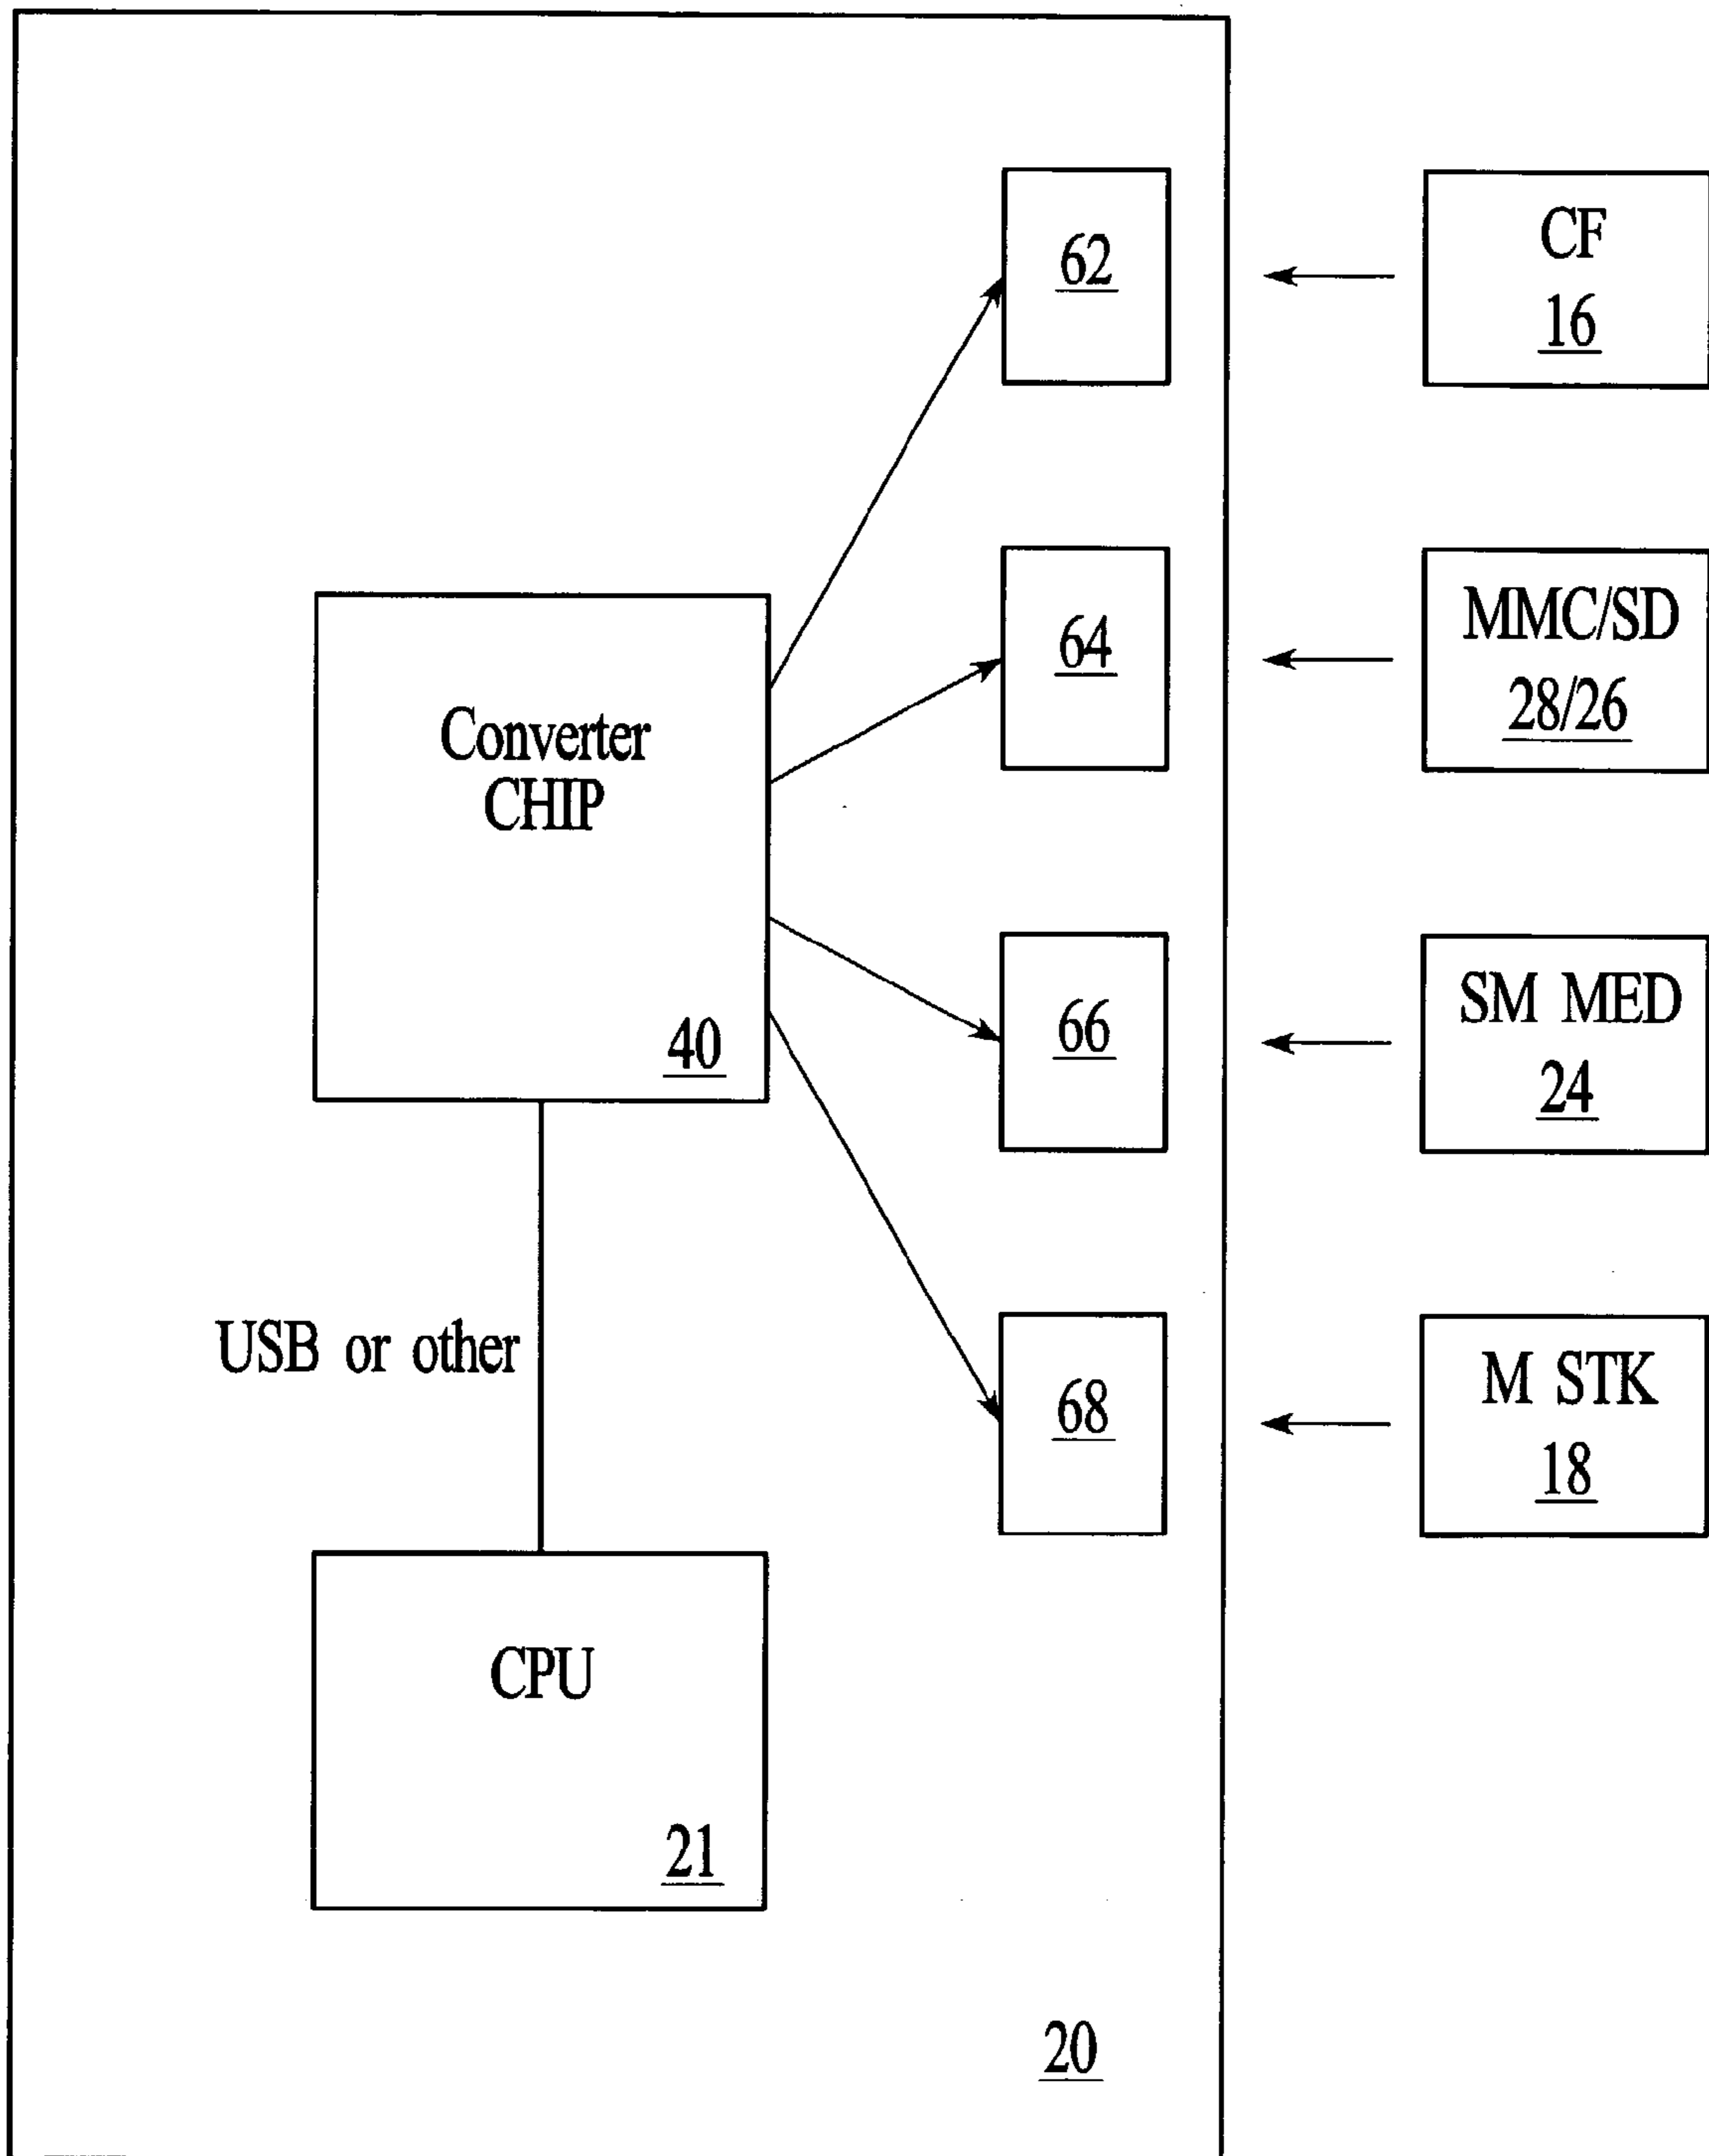 62
CF
16
64
MMC/SD
28/26
Converter
CHIP
40
66
SM MED
24
USB or other
68
M STK
18
CPU
21
20